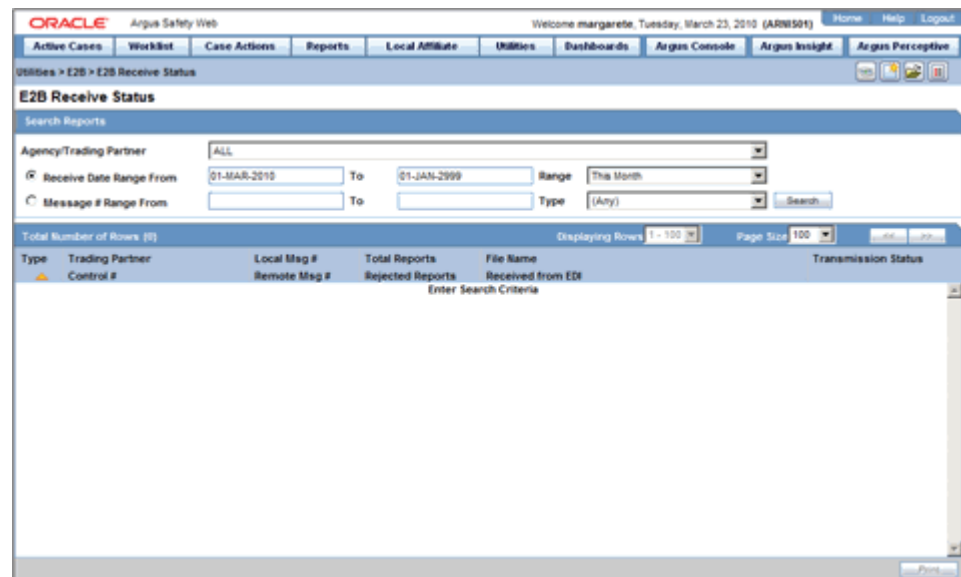 ORACLE Argus Safety Web Welcome margarete, Tuesday, March 23, 2010 (ARNIS01) Home Help Logout
Active Cases Worklist Case Actions Reports Local Affiliate Utilities Dashboards Argus Console Argus Insight Argus Perceptive
Utilities > E2B > E2B Receive Status
E2B Receive Status
Search Reports
Agency/Trading Partner ALL
Receive Date Range From 01-MAR-2010 To 01-JAN-2999 Range This Month
Message # Range From To Type (Any) Search
Total Number of Rows (0) Displaying Rows 1 - 100 Page Size 100 << >>
Type Trading Partner Local Msg # Total Reports File Name Transmission Status
Control # Remote Msg # Rejected Reports Received from EDI
Enter Search Criteria
Print